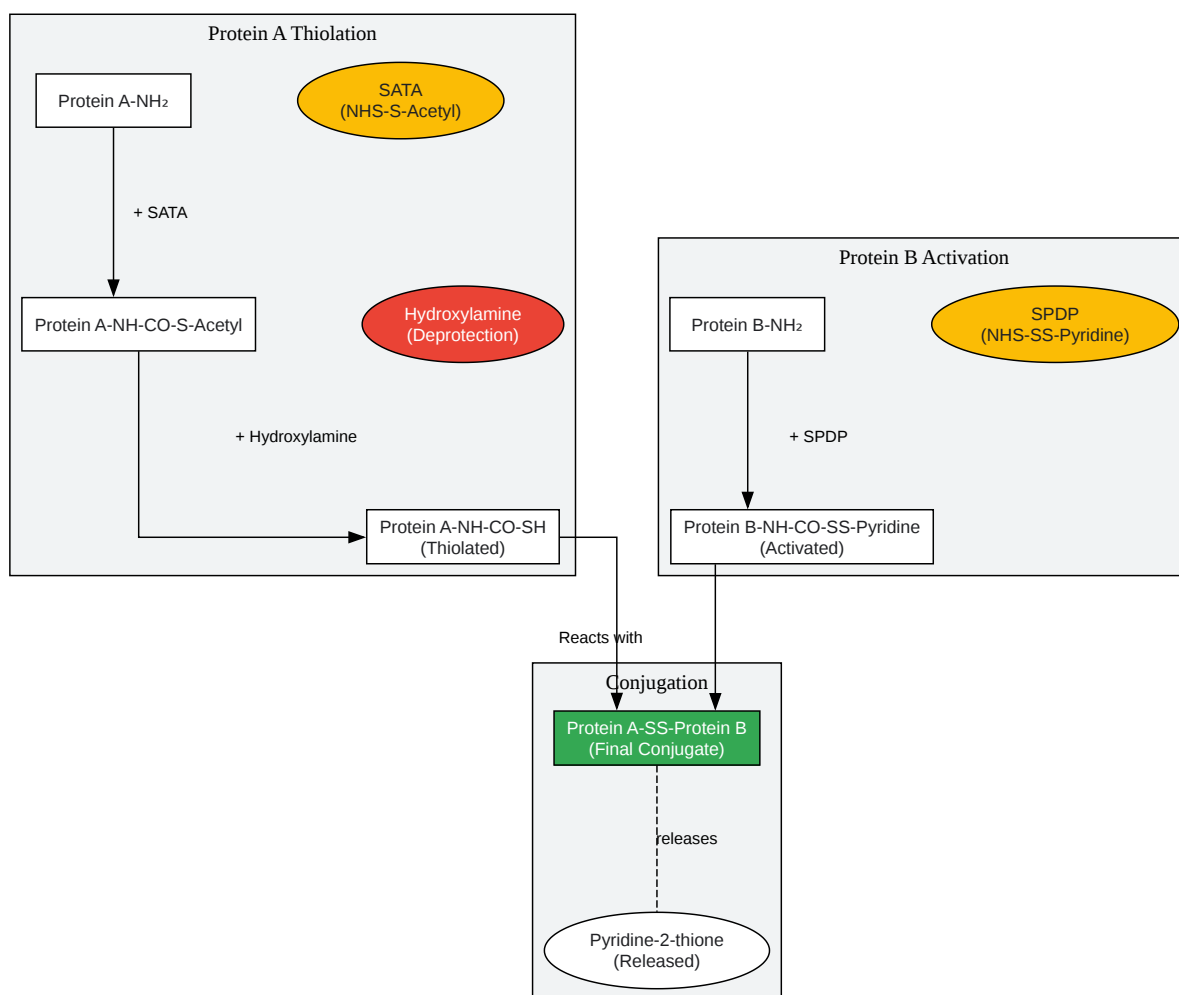 Protein A Thiolation
Protein A-NH₂
SATA
(NHS-S-Acetyl)
+ SATA
Protein A-NH-CO-S-Acetyl
Hydroxylamine
(Deprotection)
+ Hydroxylamine
Protein A-NH-CO-SH
(Thiolated)
Protein B Activation
Protein B-NH₂
SPDP
(NHS-SS-Pyridine)
+ SPDP
Protein B-NH-CO-SS-Pyridine
(Activated)
Reacts with
Conjugation
Protein A-SS-Protein B
(Final Conjugate)
releases
Pyridine-2-thione
(Released)